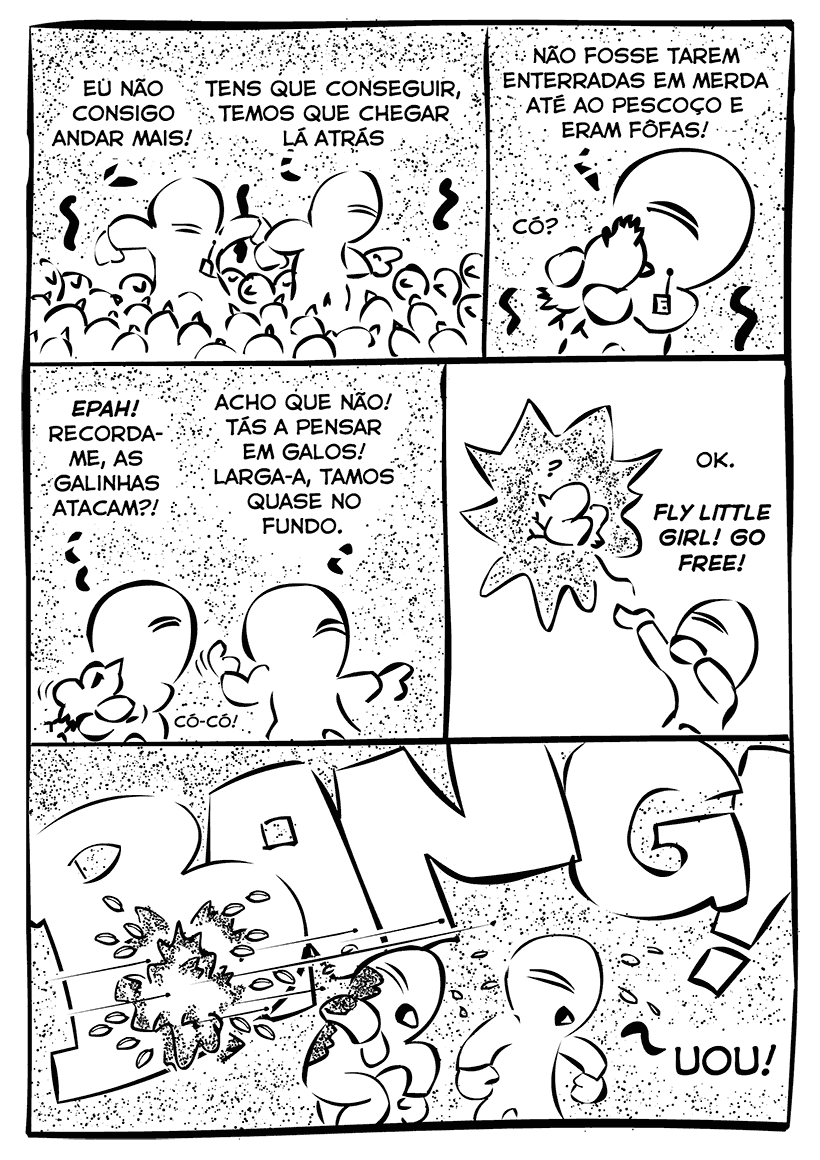 EU NÃO
CONSIGO
ANDAR MAIS!
TENS QUE CONSEGUIR,
TEMOS QUE CHEGAR
LÁ ATRÁS
NÃO FOSSE TAREM
ENTERRADAS EM MERDA
ATÉ AO PESCOÇO E
ERAM FÔFAS!
CÓ?
EPAH!
RECORDA-
ME, AS
GALINHAS
ATACAM?!
ACHO QUE NÃO!
TÁS A PENSAR
EM GALOS!
LARGA-A, TAMOS
QUASE NO
FUNDO.
CÓ-CÓ!
?
OK.
FLY LITTLE
GIRL! GO
FREE!
BANG!
UOU!